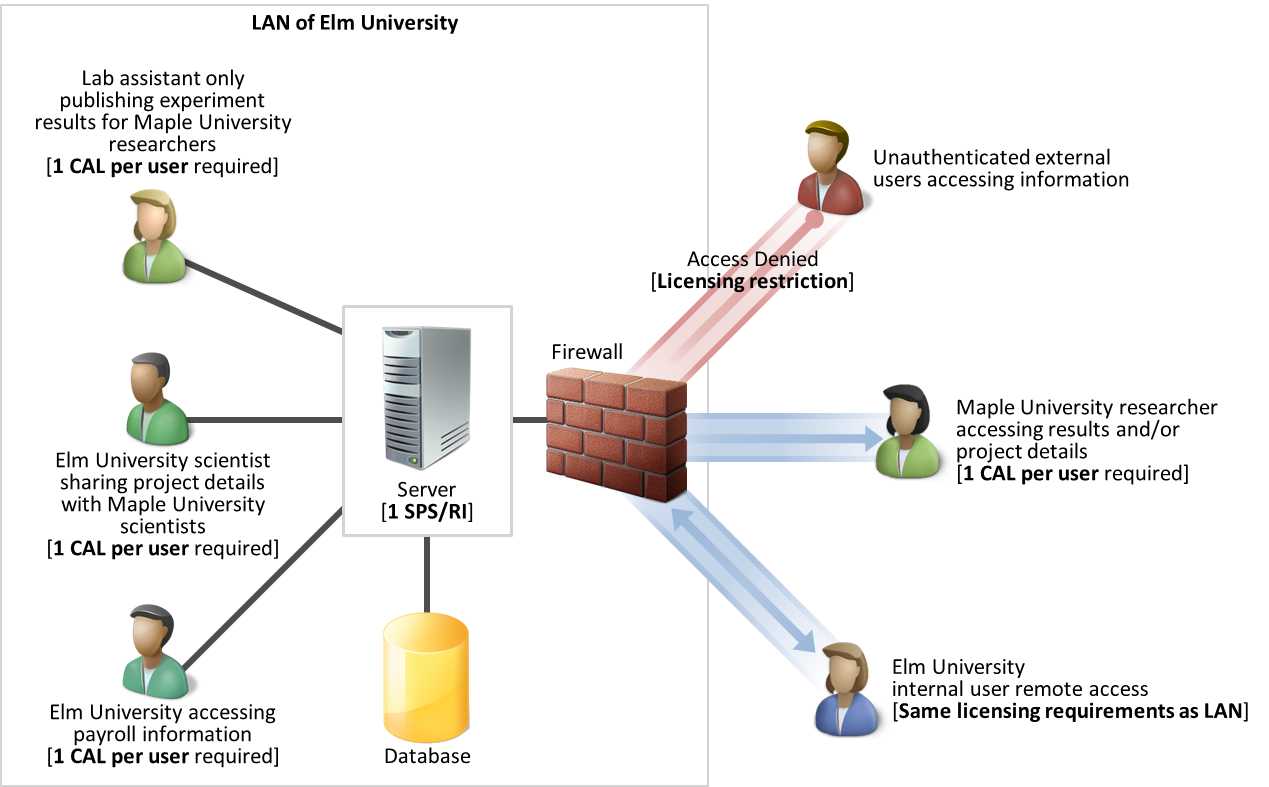 LAN of Elm University
Lab assistant only
publishing experiment
results for Maple University
researchers
[1 CAL per user required]
Elm University scientist
sharing project details
with Maple University
scientists
[1 CAL per user required]
Elm University accessing
payroll information
[1 CAL per user required]
Server
[1 SPS/RI]
Database
Firewall
Access Denied
[Licensing restriction]
Unauthenticated external
users accessing information
Maple University researcher
accessing results and/or
project details
[1 CAL per user required]
Elm University
internal user remote access
[Same licensing requirements as LAN]